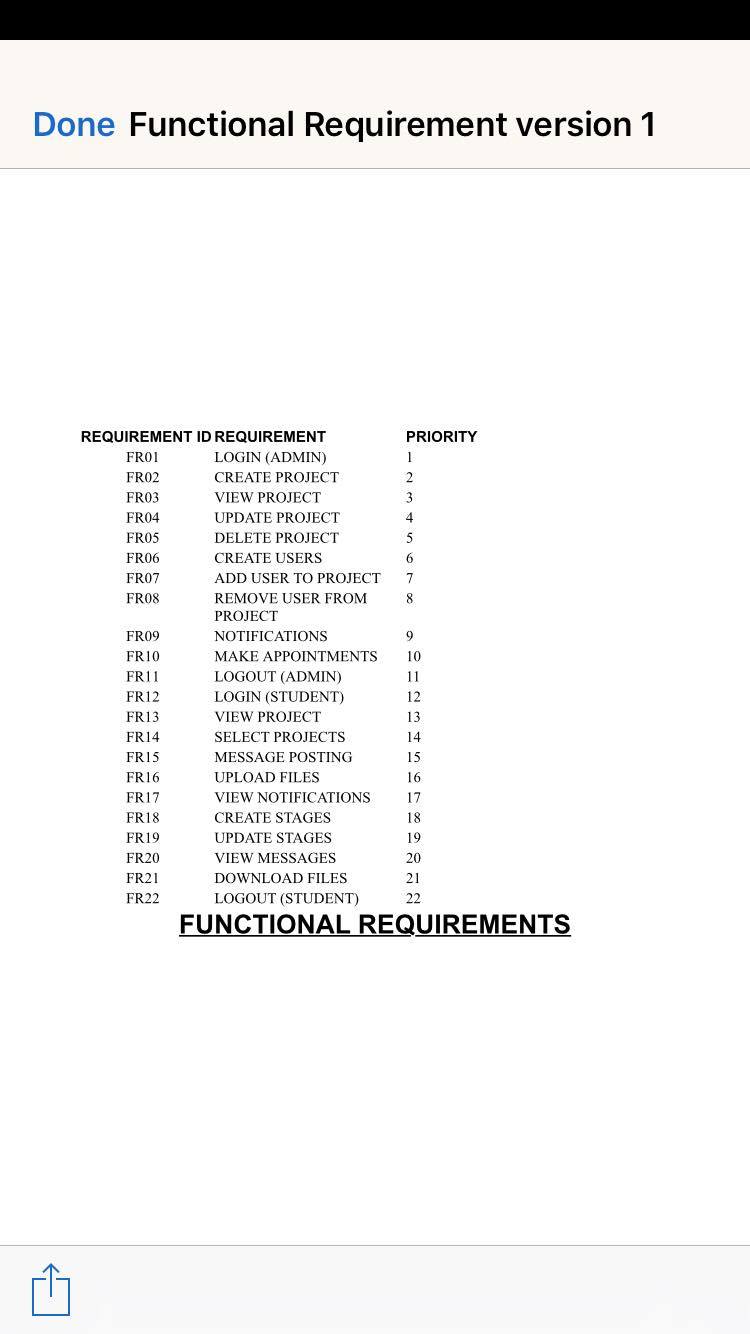 Done Functional Requirement version 1
REQUIREMENT ID REQUIREMENT PRIORITY
FR01 LOGIN (ADMIN) 1
FR02 CREATE PROJECT 2
FR03 VIEW PROJECT 3
FR04 UPDATE PROJECT 4
FR05 DELETE PROJECT 5
FR06 CREATE USERS 6
FR07 ADD USER TO PROJECT 7
FR08 REMOVE USER FROM 8
PROJECT
FR09 NOTIFICATIONS 9
FR10 MAKE APPOINTMENTS 10
FR11 LOGOUT (ADMIN) 11
FR12 LOGIN (STUDENT) 12
FR13 VIEW PROJECT 13
FR14 SELECT PROJECTS 14
FR15 MESSAGE POSTING 15
FR16 UPLOAD FILES 16
FR17 VIEW NOTIFICATIONS 17
FR18 CREATE STAGES 18
FR19 UPDATE STAGES 19
FR20 VIEW MESSAGES 20
FR21 DOWNLOAD FILES 21
FR22 LOGOUT (STUDENT) 22
FUNCTIONAL REQUIREMENTS